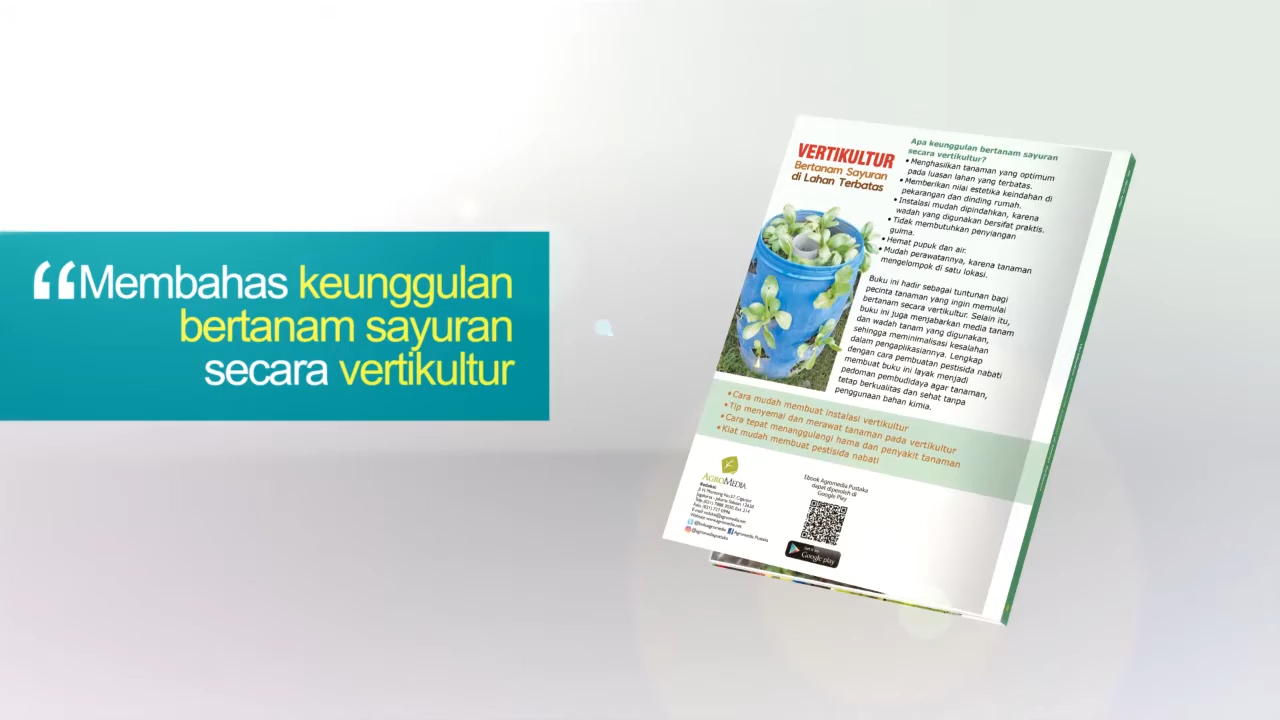 “Membahas keunggulan
bertanam sayuran
secara vertikultur
VERTIKULTUR
Bertanam Sayuran
di Lahan Terbatas
Apa keunggulan bertanam sayuran
secara vertikultur?
• Menghasilkan tanaman yang optimum
pada luasan lahan yang terbatas.
• Memberikan nilai estetika keindahan di
pekarangan dan dinding rumah.
• Instalasi mudah dipindahkan, karena
wadah yang digunakan bersifat praktis.
• Tidak membutuhkan penyiangan
gulma.
• Hemat pupuk dan air.
• Mudah perawatannya, karena tanaman
mengelompok di satu lokasi.
Buku ini hadir sebagai tuntunan bagi
pecinta tanaman yang ingin memulai
bertanam secara vertikultur. Selain itu,
buku ini juga menjabarkan media tanam
dan wadah tanam yang digunakan,
sehingga meminimalisasi kesalahan
dalam pengaplikasiannya. Lengkap
dengan cara pembuatan pestisida nabati
membuat buku ini layak menjadi
pedoman pembudidaya agar tanaman,
tetap berkualitas dan sehat tanpa
penggunaan bahan kimia.
• Cara mudah membuat instalasi vertikultur
• Tip menyemai dan merawat tanaman pada vertikultur
• Cara tepat menanggulangi hama dan penyakit tanaman
• Kiat mudah membuat pestisida nabati
AGROMEDIA
Redaksi:
Ebook Agromedia Pustaka
dapat diperoleh di
Google Play
Agromedia Pustaka
@agromediapustaka
Google play